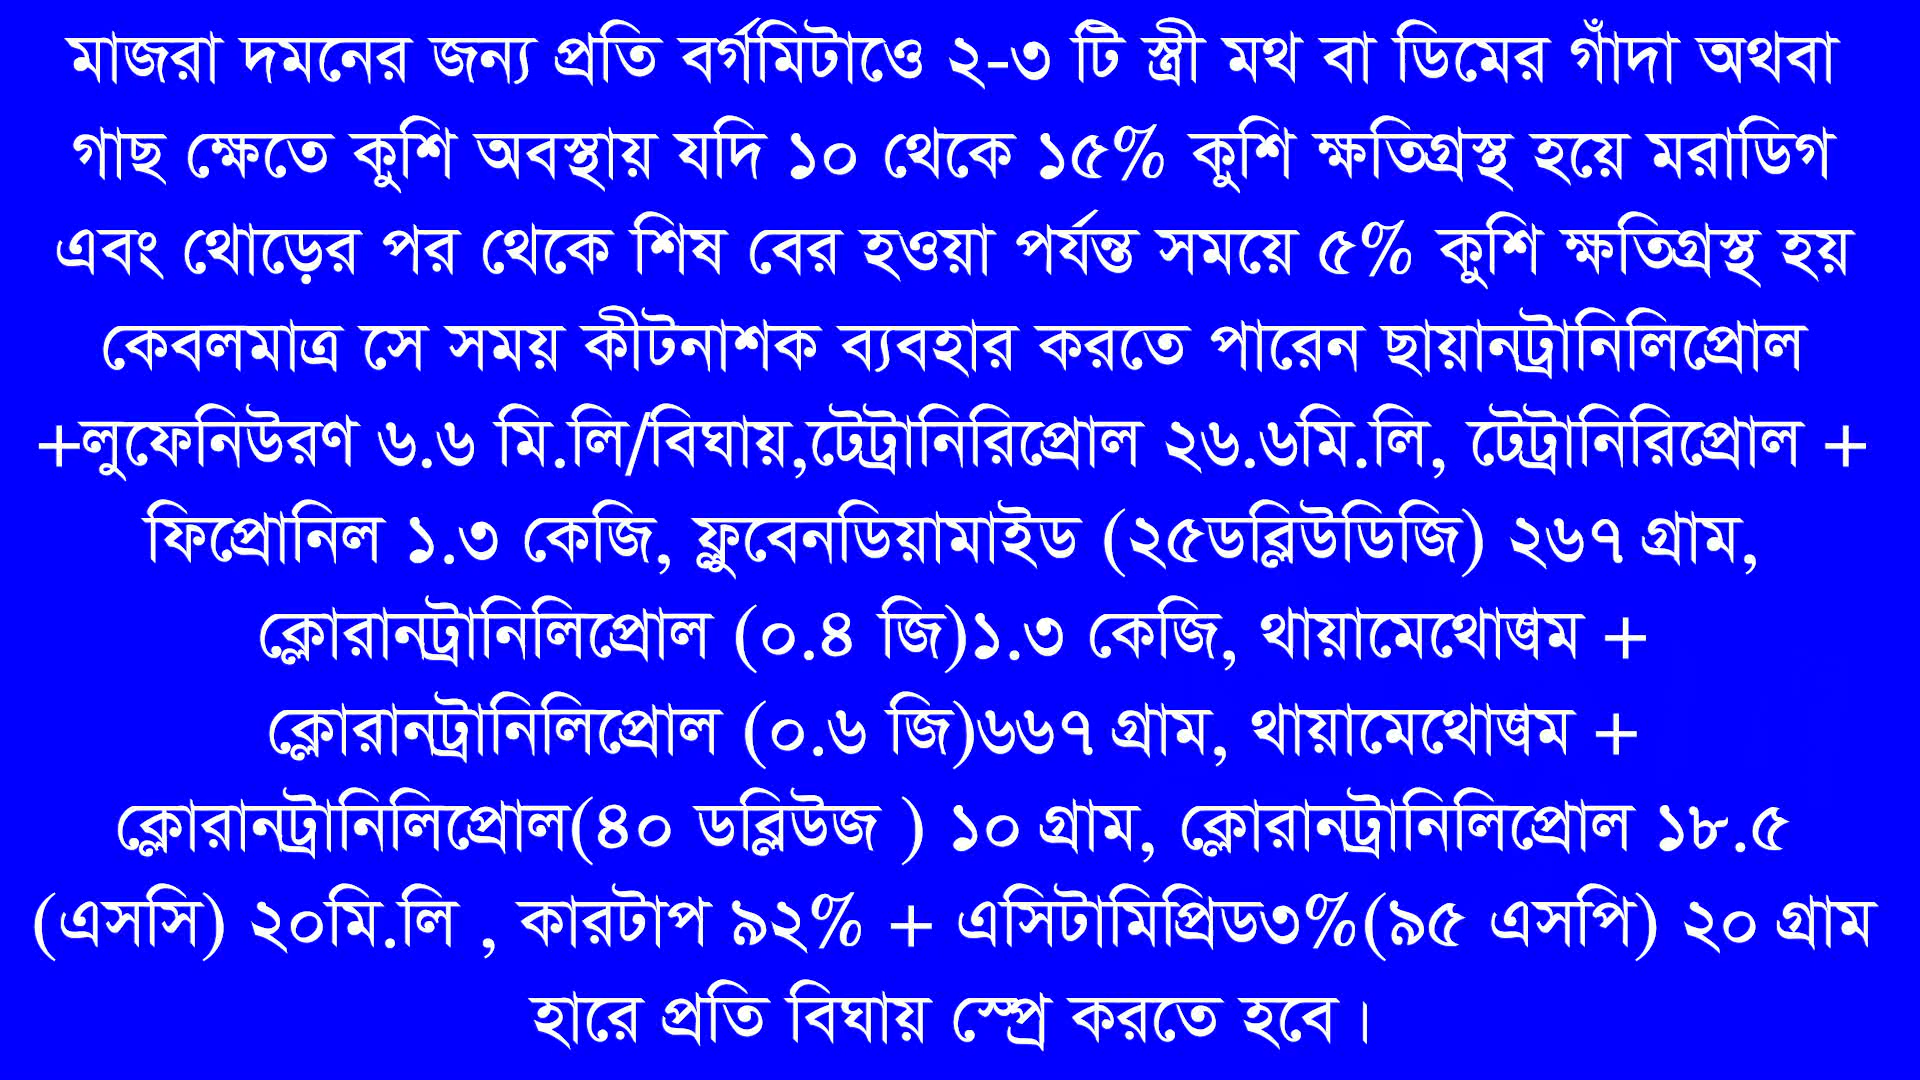 মাজরা দমনের জন্য প্রতি বর্গমিটাওে ২-৩ টি স্ত্রী মথ বা ডিমের গাঁদা অথবা
গাছ ক্ষেতে কুশি অবস্থায় যদি ১০ থেকে ১৫% কুশি ক্ষতিগ্রস্থ হয়ে মরাডিগ
এবং থোড়ের পর থেকে শিষ বের হওয়া পর্যন্ত সময়ে ৫% কুশি ক্ষতিগ্রস্থ হয়
কেবলমাত্র সে সময় কীটনাশক ব্যবহার করতে পারেন ছায়ানট্রানিলিপ্রোল
+লুফেনিউরণ ৬.৬ মি.লি/বিঘায়,টেট্রানিরিপ্রোল ২৬.৬মি.লি, টেট্রানিরিপ্রোল +
ফিপ্রোনিল ১.৩ কেজি, ফ্লুবেনডিয়ামাইড (২৫ডব্লিউডিজি) ২৬৭ গ্রাম,
ক্লোরানট্রানিলিপ্রোল (০.৪ জি)১.৩ কেজি, থায়ামেথোক্সম +
ক্লোরানট্রানিলিপ্রোল (০.৬ জি)৬৬৭ গ্রাম, থায়ামেথোক্সম +
ক্লোরানট্রানিলিপ্রোল(৪০ ডব্লিউজ ) ১০ গ্রাম, ক্লোরানট্রানিলিপ্রোল ১৮.৫
(এসসি) ২০মি.লি , কারটাপ ৯২% + এসিটামিপ্রিড৩%(৯৫ এসপি) ২০ গ্রাম
হারে প্রতি বিঘায় স্প্রে করতে হবে।